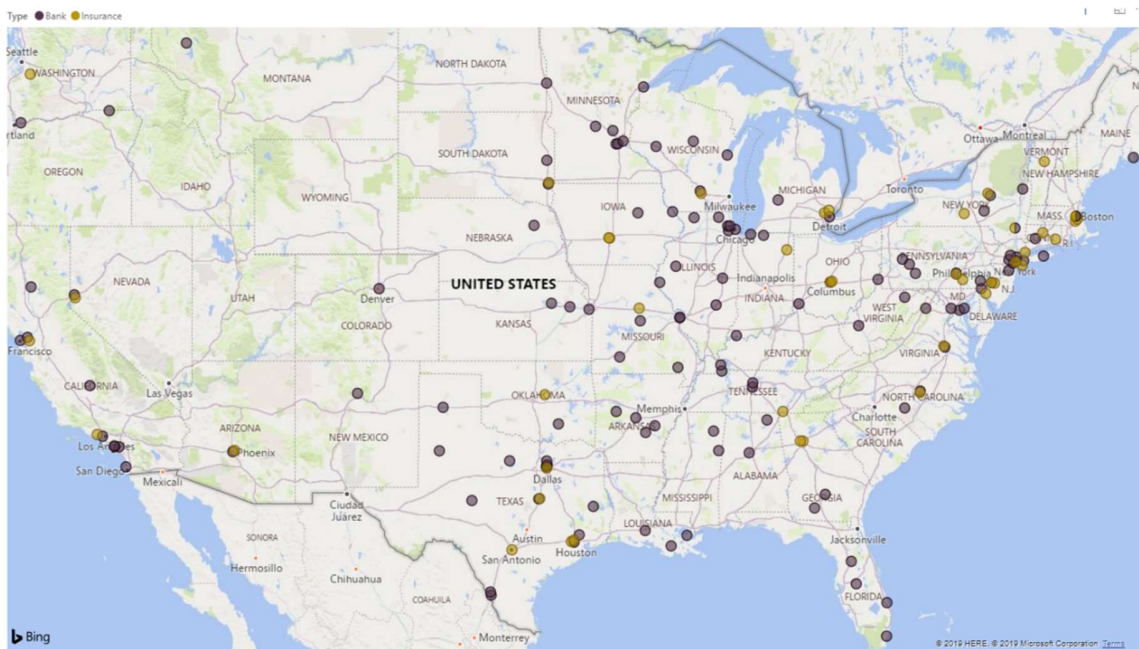 Type Bank Insurance
Seattle
WASHINGTON
NORTH DAKOTA
MONTANA
MINNESOTA
Ottawa
Montreal
MAINE
VERMONT
NEW HAMPSHIRE
OREGON
IDAHO
SOUTH DAKOTA
WISCONSIN
MICHIGAN
Toronto
WYOMING
IOWA
Milwaukee
NEW YORK
MASS.
Boston
Detroit
NEBRASKA
Chicago
R.I.
NEVADA
UTAH
UNITED STATES
ILLINOIS
OHIO
PENNSYLVANIA
Indianapolis
Philadelphia
New York
Denver
INDIANA
Columbus
N.J.
MD
DELAWARE
COLORADO
KANSAS
MISSOURI
WEST
VIRGINIA
Francisco
KENTUCKY
VIRGINIA
CALIFORNIA
Las Vegas
OKLAHOMA
TENNESSEE
NORTH CAROLINA
Memphis
Charlotte
ARIZONA
NEW MEXICO
ARKANSAS
SOUTH
CAROLINA
Los Angeles
Phoenix
San Diego
Mexicali
Dallas
ALABAMA
MISSISSIPPI
GEORGIA
TEXAS
Ciudad
Juárez
LOUISIANA
SONORA
Austin
Jacksonville
San Antonio
Houston
Hermosillo
Chihuahua
COAHUILA
FLORIDA
Monterrey
Bing
© 2019 HERE, © 2019 Microsoft Corporation Terms